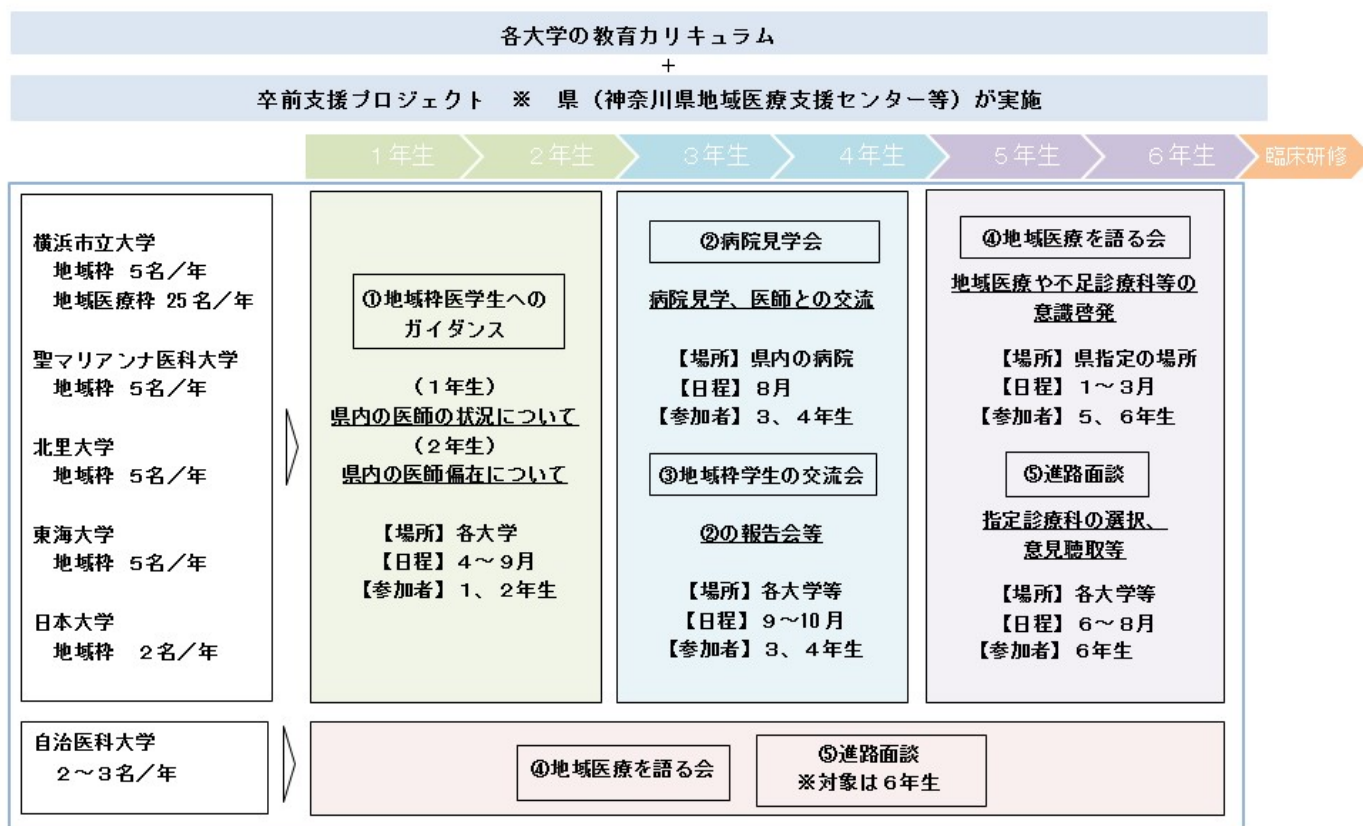 各大学の教育カリキュラム
+
卒前支援プロジェクト ※ 県（神奈川県地域医療支援センター等）が実施
1年生
2年生
3年生
4年生
5年生
6年生
臨床研修
横浜市立大学
地域枠 5名／年
地域医療枠 25名／年
聖マリアンナ医科大学
地域枠 5名／年
北里大学
地域枠 5名／年
東海大学
地域枠 5名／年
日本大学
地域枠 2名／年
①地域枠医学生への
ガイダンス
（1年生）
県内の医師の状況について
（2年生）
県内の医師偏在について
【場所】各大学
【日程】4～9月
【参加者】1、2年生
②病院見学会
病院見学、医師との交流
【場所】県内の病院
【日程】8月
【参加者】3、4年生
③地域枠学生の交流会
②の報告会等
【場所】各大学等
【日程】9～10月
【参加者】3、4年生
④地域医療を語る会
地域医療や不足診療科等の
意識啓発
【場所】県指定の場所
【日程】1～3月
【参加者】5、6年生
⑤進路面談
指定診療科の選択、
意見聴取等
【場所】各大学等
【日程】6～8月
【参加者】6年生
自治医科大学
2～3名／年
④地域医療を語る会
⑤進路面談
※対象は6年生